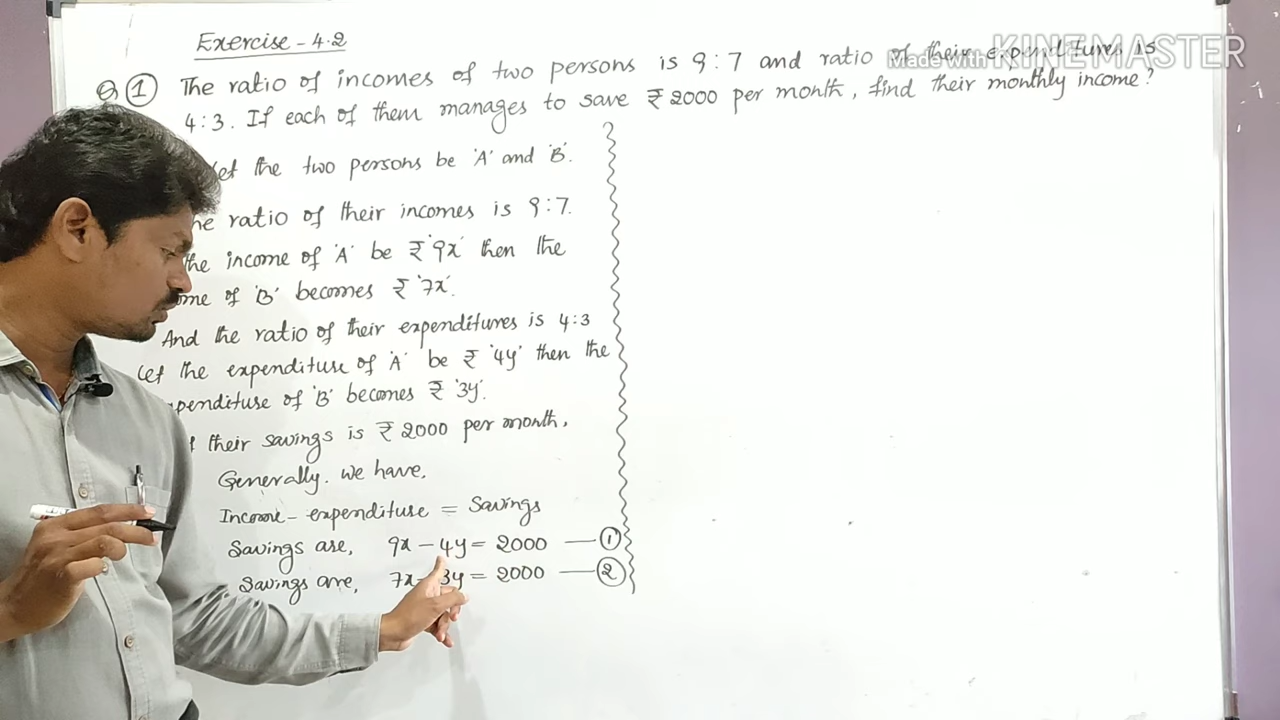 Exercise - 4.2
Made with KINEMASTER
Q ① The ratio of incomes of two persons is 9:7 and ratio of their expenditures is
4:3. If each of them manages to save ₹ 2000 per month, find their monthly income?
the two persons be 'A' and 'B'.
ratio of their incomes is 9:7.
the income of 'A' be ₹ '9x' then the
of 'B' becomes ₹ '7x'.
And the ratio of their expenditures is 4:3
Let the expenditure of 'A' be ₹ '4y' then the
of 'B' becomes ₹ '3y'.
their savings is ₹ 2000 per month.
Generally. we have,
Income - expenditure = Savings
Savings are, 9x - 4y = 2000 — ①
Savings are, 7x - 3y = 2000 — ②